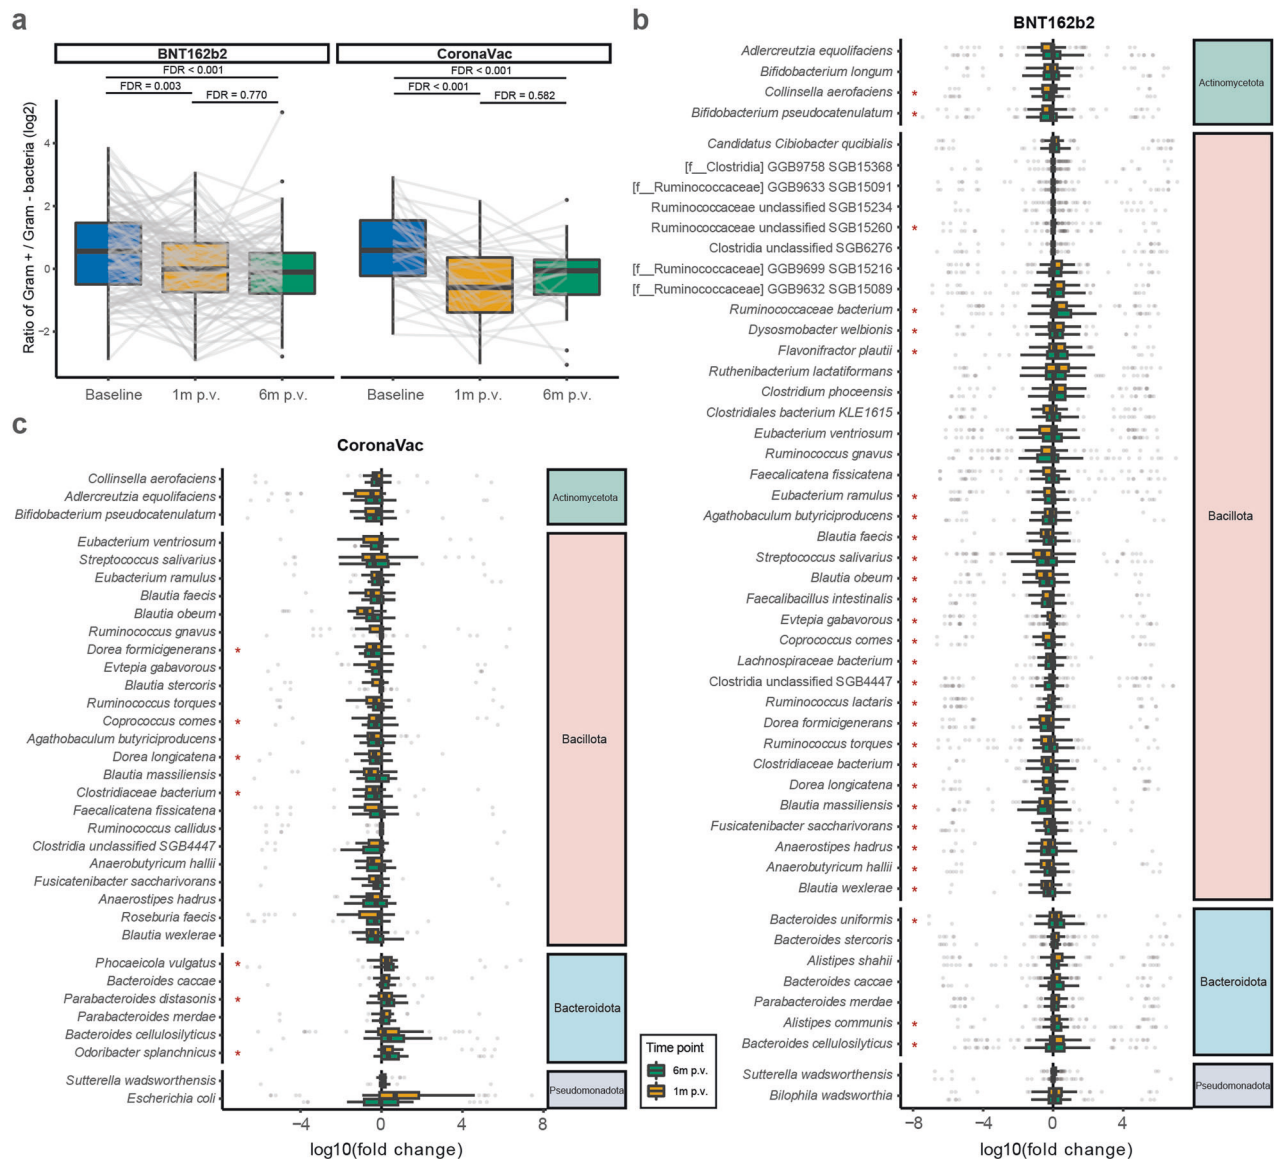 a
BNT162b2
CoronaVac
FDR < 0.001
FDR = 0.003
FDR = 0.770
FDR < 0.001
FDR < 0.001
FDR = 0.582
Ratio of Gram + / Gram - bacteria (log2)
4
2
0
−2
Baseline
1m p.v.
6m p.v.
Baseline
1m p.v.
6m p.v.
b
BNT162b2
Adlercreutzia equolifaciens
Bifidobacterium longum
Collinsella aerofaciens *
Bifidobacterium pseudocatenulatum *
Actinomycetota
Candidatus Cibiobacter qucibialis
[f__Clostridia] GGB9758 SGB15368
[f__Ruminococcaceae] GGB9633 SGB15091
Ruminococcaceae unclassified SGB15234
Ruminococcaceae unclassified SGB15260 *
Clostridia unclassified SGB6276
[f__Ruminococcaceae] GGB9699 SGB15216
[f__Ruminococcaceae] GGB9632 SGB15089
Ruminococcaceae bacterium *
Dysosmobacter welbionis *
Flavonifractor plautii *
Ruthenibacterium lactatiformans
Clostridium phoceensis
Clostridiales bacterium KLE1615
Eubacterium ventriosum
Ruminococcus gnavus
Faecalicatena fissicatena
Eubacterium ramulus *
Agathobaculum butyriciproducens *
Blautia faecis *
Streptococcus salivarius *
Blautia obeum *
Faecalibacillus intestinalis *
Evtepia gabavorous *
Coprococcus comes *
Lachnospiraceae bacterium *
Clostridia unclassified SGB4447 *
Ruminococcus lactaris *
Dorea formicigenerans *
Ruminococcus torques *
Clostridiaceae bacterium *
Dorea longicatena *
Blautia massiliensis *
Fusicatenibacter saccharivorans *
Anaerostipes hadrus *
Anaerobutyricum hallii *
Blautia wexlerae *
Bacillota
Bacteroides uniformis *
Bacteroides stercoris
Alistipes shahii
Bacteroides caccae
Parabacteroides merdae
Alistipes communis *
Bacteroides cellulosilyticus *
Bacteroidota
Sutterella wadsworthensis
Bilophila wadsworthia
Pseudomonadota
−8
−4
0
4
log10(fold change)
c
CoronaVac
Collinsella aerofaciens
Adlercreutzia equolifaciens
Bifidobacterium pseudocatenulatum
Actinomycetota
Eubacterium ventriosum
Streptococcus salivarius
Eubacterium ramulus
Blautia faecis
Blautia obeum
Ruminococcus gnavus
Dorea formicigenerans *
Evtepia gabavorous
Blautia stercoris
Ruminococcus torques
Coprococcus comes *
Agathobaculum butyriciproducens
Dorea longicatena *
Blautia massiliensis
Clostridiaceae bacterium *
Faecalicatena fissicatena
Ruminococcus callidus
Clostridia unclassified SGB4447
Anaerobutyricum hallii
Fusicatenibacter saccharivorans
Anaerostipes hadrus
Roseburia faecis
Blautia wexlerae
Bacillota
Phocaeicola vulgatus *
Bacteroides caccae
Parabacteroides distasonis *
Parabacteroides merdae
Bacteroides cellulosilyticus
Odoribacter splanchnicus *
Bacteroidota
Sutterella wadsworthensis
Escherichia coli
Pseudomonadota
−4
0
4
8
log10(fold change)
Time point
6m p.v.
1m p.v.